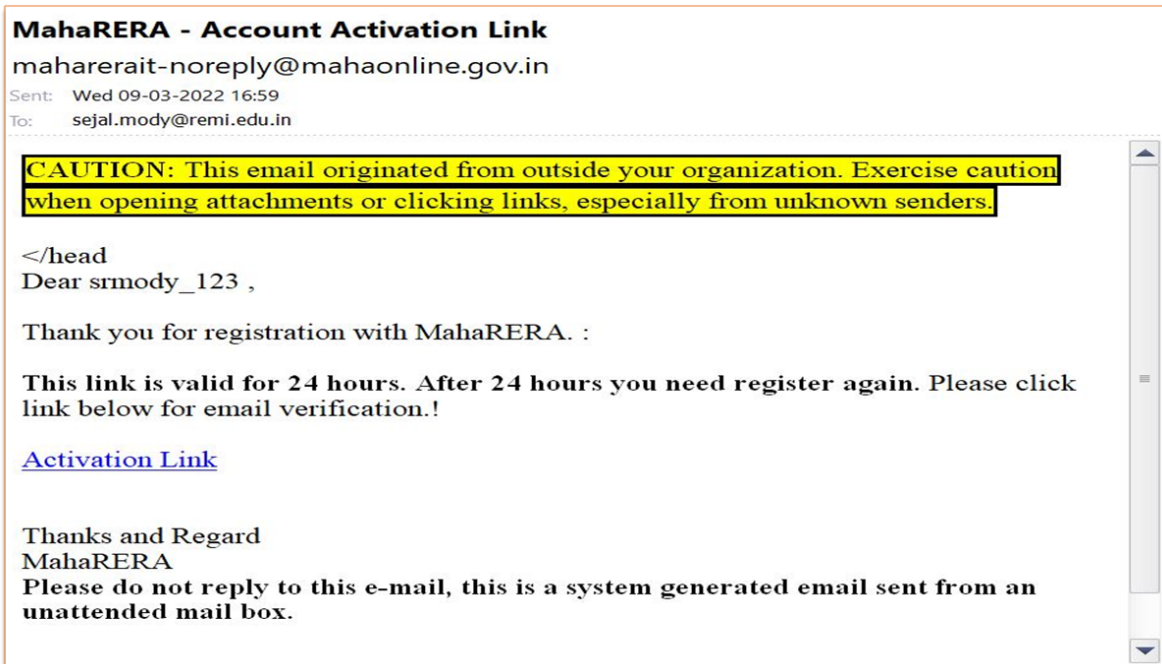 MahaRERA - Account Activation Link
maharerait-noreply@mahaonline.gov.in
Sent: Wed 09-03-2022 16:59
To: sejal.mody@remi.edu.in
CAUTION: This email originated from outside your organization. Exercise caution
when opening attachments or clicking links, especially from unknown senders.
</head
Dear srmody_123 ,
Thank you for registration with MahaRERA. :
This link is valid for 24 hours. After 24 hours you need register again. Please click
link below for email verification.!
Activation Link
Thanks and Regard
MahaRERA
Please do not reply to this e-mail, this is a system generated email sent from an
unattended mail box.